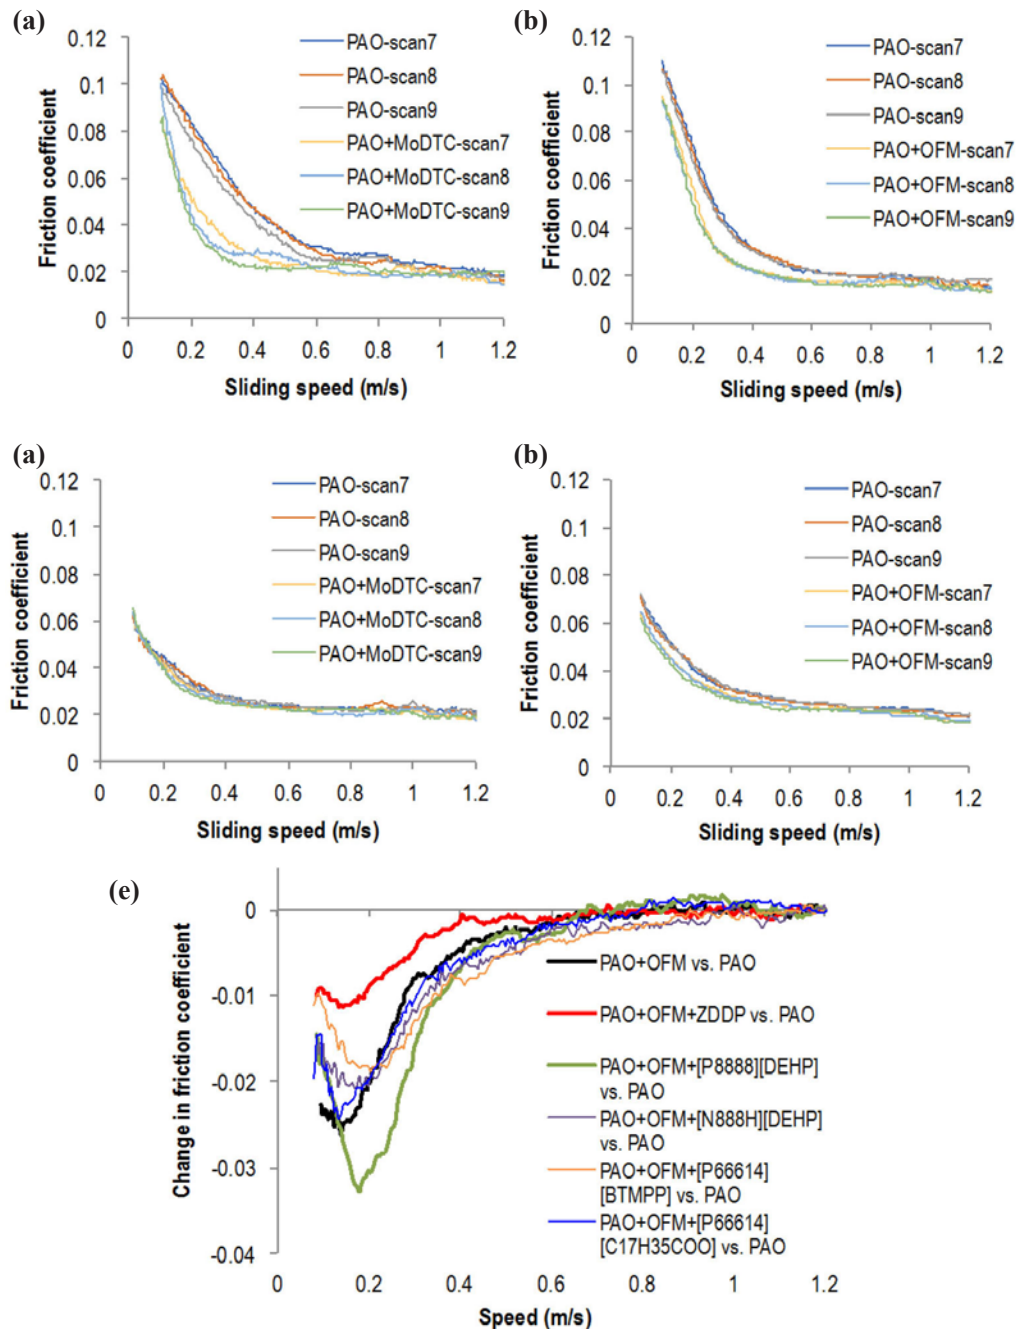 (a)
0.12
0.1
0.08
0.06
0.04
0.02
0
Friction coefficient
PAO-scan7
PAO-scan8
PAO-scan9
PAO+MoDTC-scan7
PAO+MoDTC-scan8
PAO+MoDTC-scan9
0 0.2 0.4 0.6 0.8 1 1.2
Sliding speed (m/s)
(b)
0.12
0.1
0.08
0.06
0.04
0.02
0
Friction coefficient
PAO-scan7
PAO-scan8
PAO-scan9
PAO+OFM-scan7
PAO+OFM-scan8
PAO+OFM-scan9
0 0.2 0.4 0.6 0.8 1 1.2
Sliding speed (m/s)
(a)
0.12
0.1
0.08
0.06
0.04
0.02
0
Friction coefficient
PAO-scan7
PAO-scan8
PAO-scan9
PAO+MoDTC-scan7
PAO+MoDTC-scan8
PAO+MoDTC-scan9
0 0.2 0.4 0.6 0.8 1 1.2
Sliding speed (m/s)
(b)
0.12
0.1
0.08
0.06
0.04
0.02
0
Friction coefficient
PAO-scan7
PAO-scan8
PAO-scan9
PAO+OFM-scan7
PAO+OFM-scan8
PAO+OFM-scan9
0 0.2 0.4 0.6 0.8 1 1.2
Sliding speed (m/s)
(e)
0
-0.01
-0.02
-0.03
-0.04
Change in friction coefficient
PAO+OFM vs. PAO
PAO+OFM+ZDDP vs. PAO
PAO+OFM+[P8888][DEHP]
vs. PAO
PAO+OFM+[N888H][DEHP]
vs. PAO
PAO+OFM+[P66614]
[BTMPP] vs. PAO
PAO+OFM+[P66614]
[C17H35COO] vs. PAO
0 0.2 0.4 0.6 0.8 1 1.2
Speed (m/s)